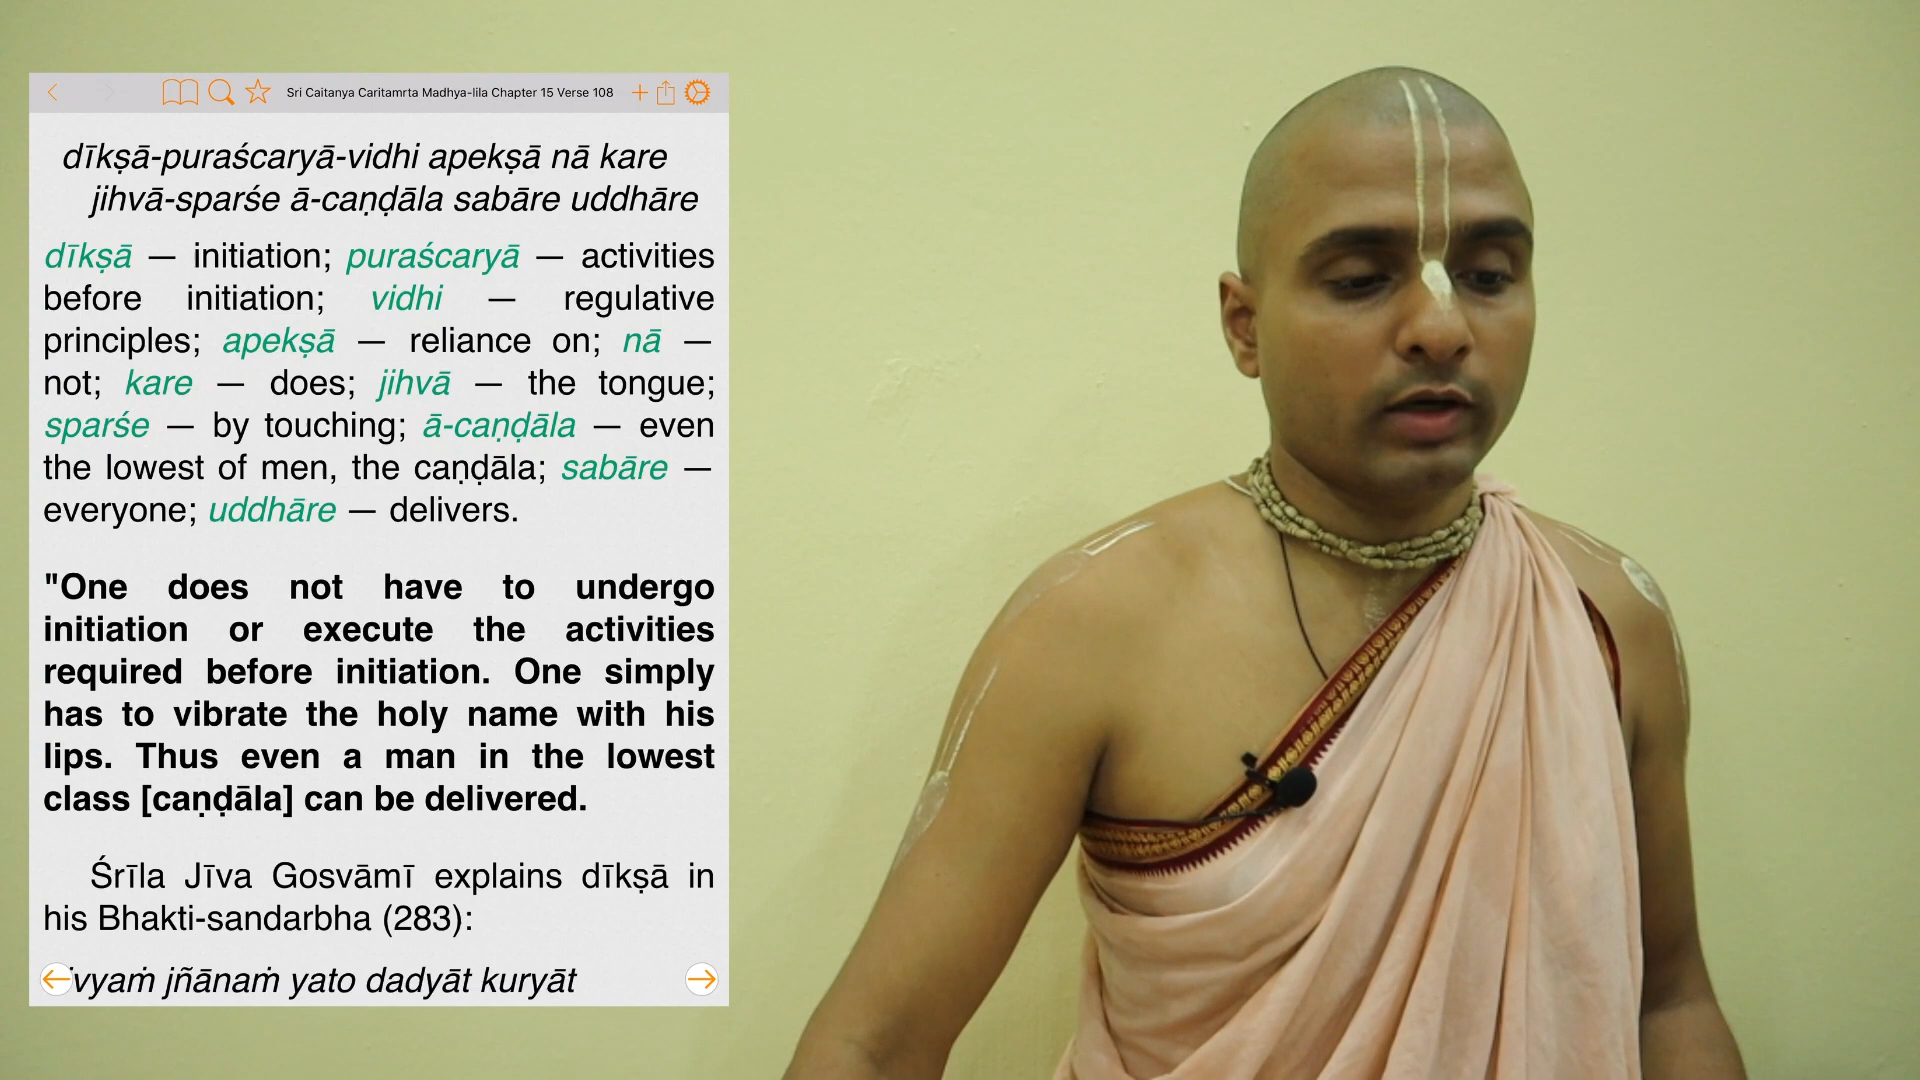 Sri Caitanya Caritamrta Madhya-lila Chapter 15 Verse 108
dīkṣā-puraścaryā-vidhi apekṣā nā kare
jihvā-sparśe ā-caṇḍāla sabāre uddhāre
dīkṣā — initiation; puraścaryā — activities
before initiation; vidhi — regulative
principles; apekṣā — reliance on; nā —
not; kare — does; jihvā — the tongue;
sparśe — by touching; ā-caṇḍāla — even
the lowest of men, the caṇḍāla; sabāre —
everyone; uddhāre — delivers.
"One does not have to undergo
initiation or execute the activities
required before initiation. One simply
has to vibrate the holy name with his
lips. Thus even a man in the lowest
class [caṇḍāla] can be delivered.
Śrīla Jīva Gosvāmī explains dīkṣā in
his Bhakti-sandarbha (283):
jñānaṁ yato dadyāt kuryāt